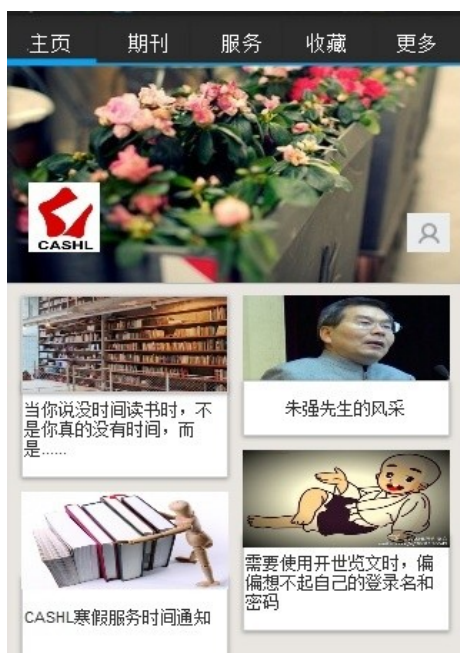 主页 期刊 服务 收藏 更多
CASHL
当你说没时间读书时，不
是你真的没有时间，而
是......
朱强先生的风采
CASHL寒假服务时间通知
需要使用开世览文时，偏
偏想不起自己的登录名和
密码